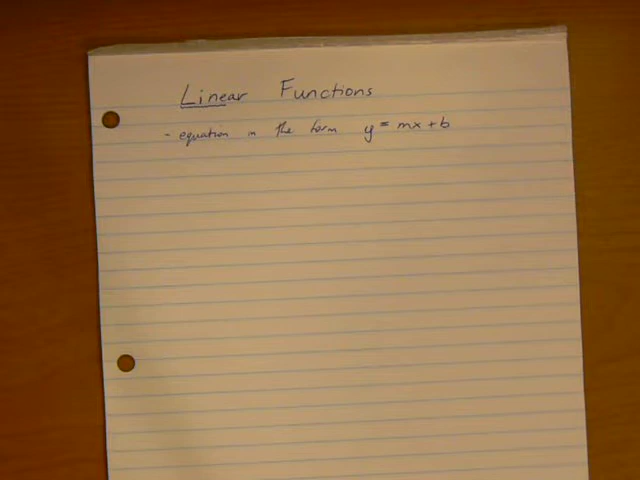 Linear Functions
- equation in the form y = mx + b